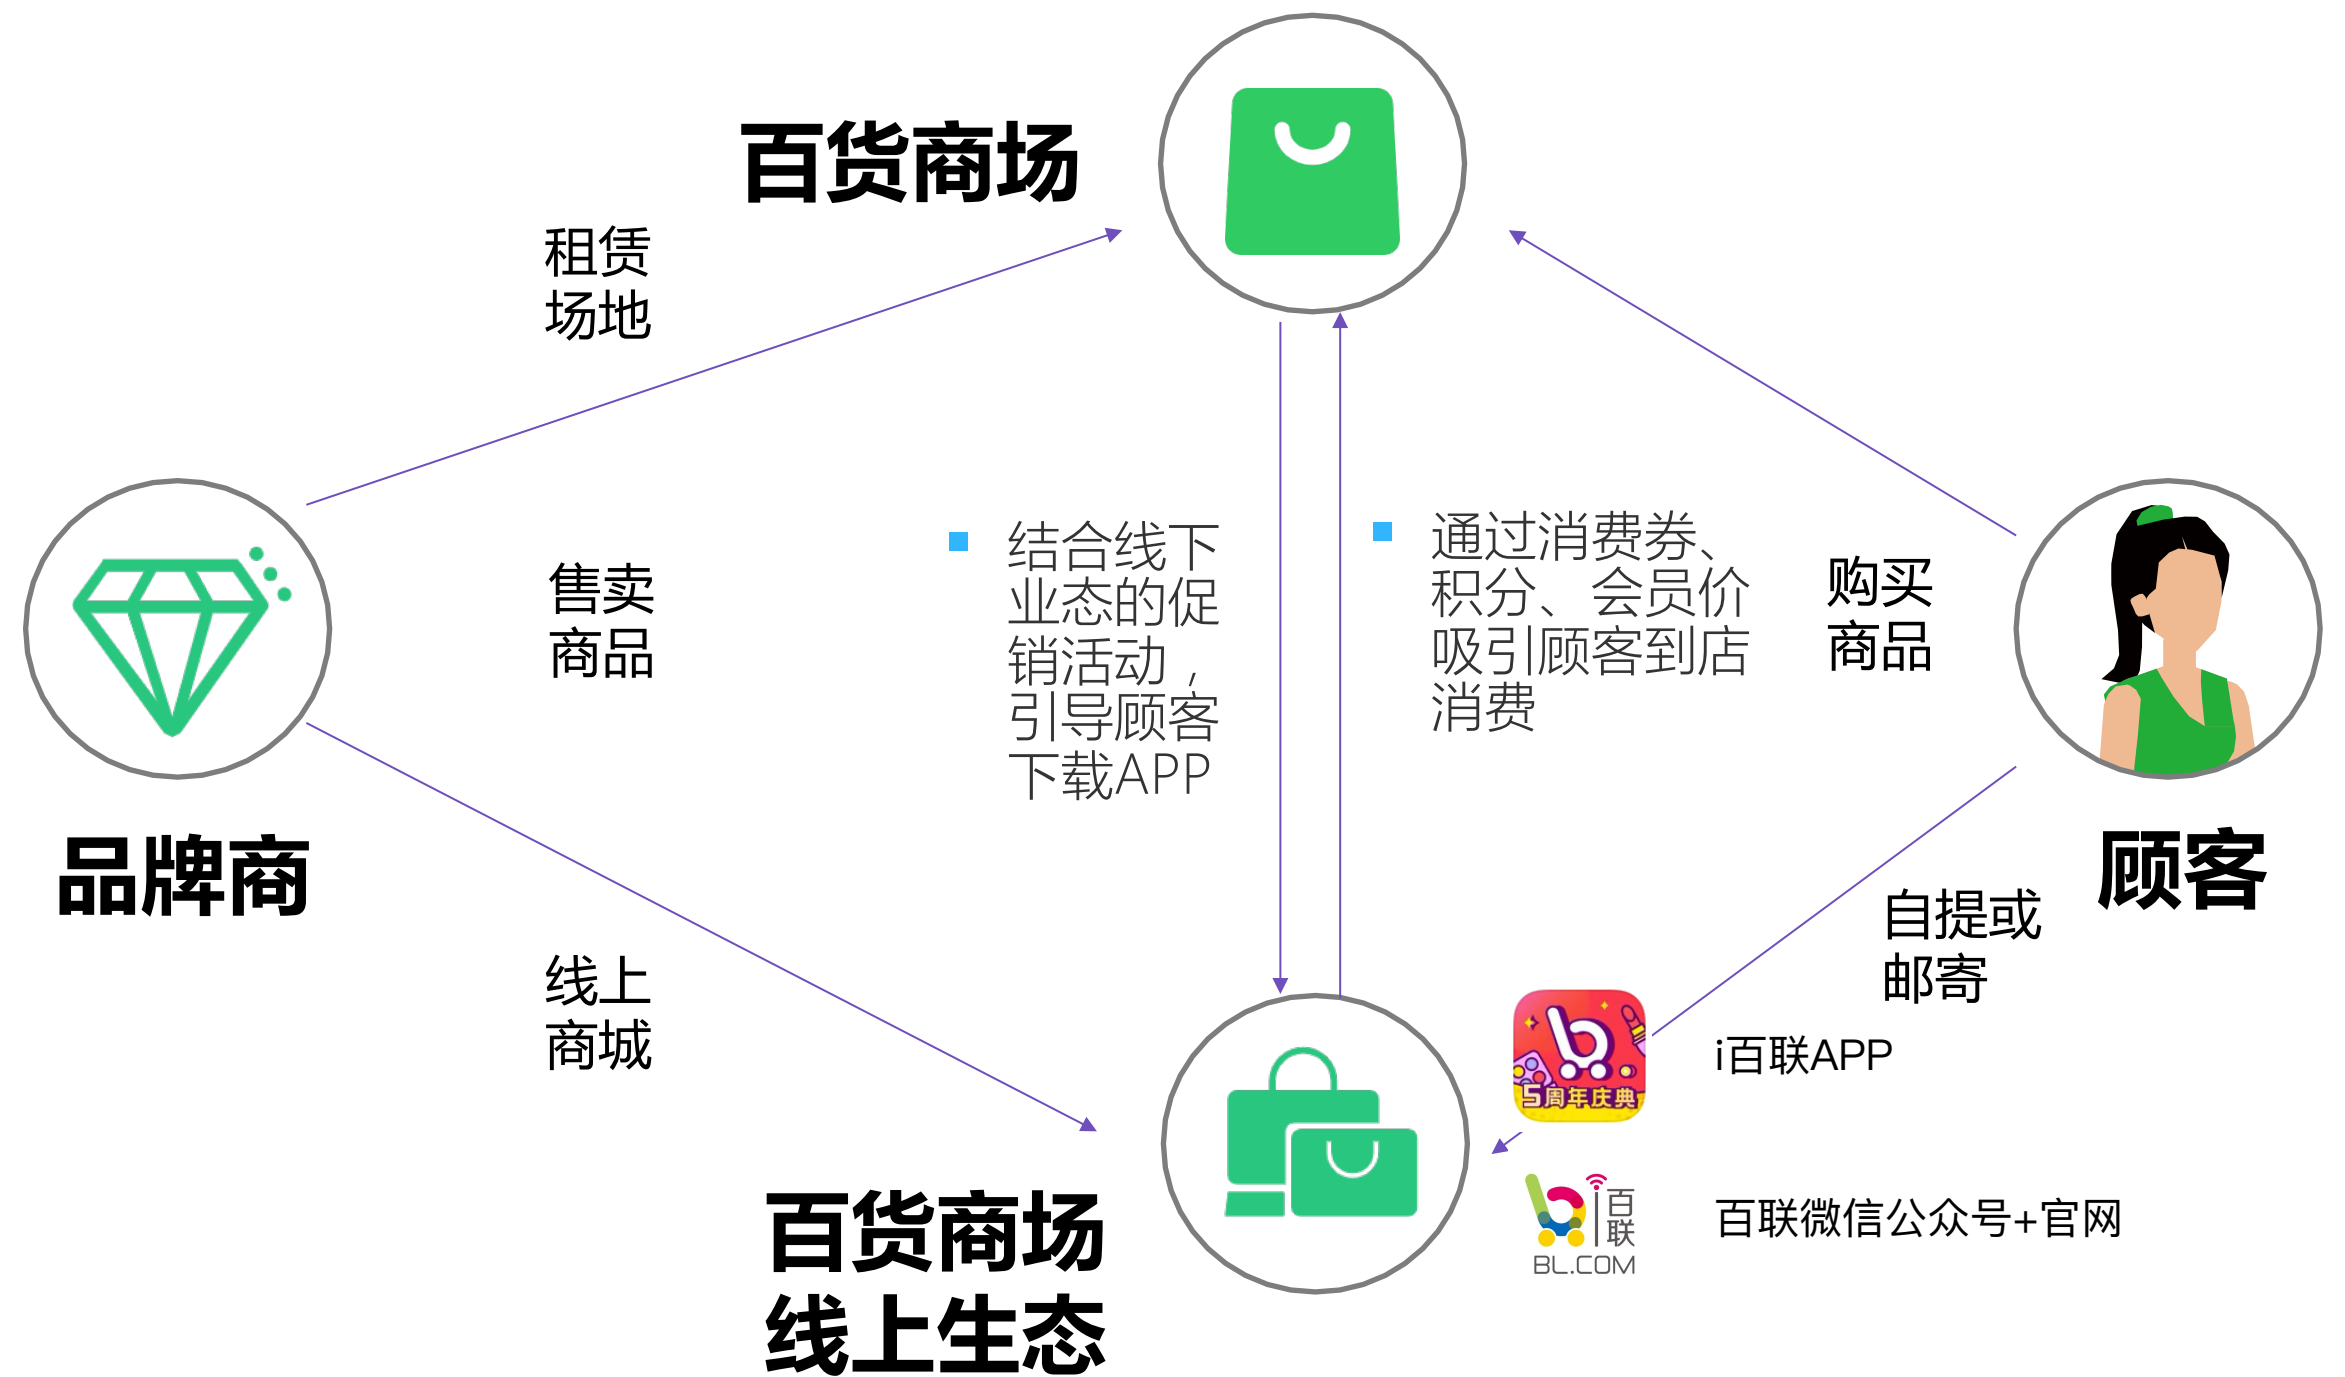 百货商场
租赁
场地
售卖
商品
结合线下
业态的促
销活动，
引导顾客
下载APP
通过消费券、
积分、会员价
吸引顾客到店
消费
购买
商品
品牌商
顾客
自提或
邮寄
线上
商城
5周年庆典
i百联APP
百联
BL.COM
百联微信公众号+官网
百货商场
线上生态